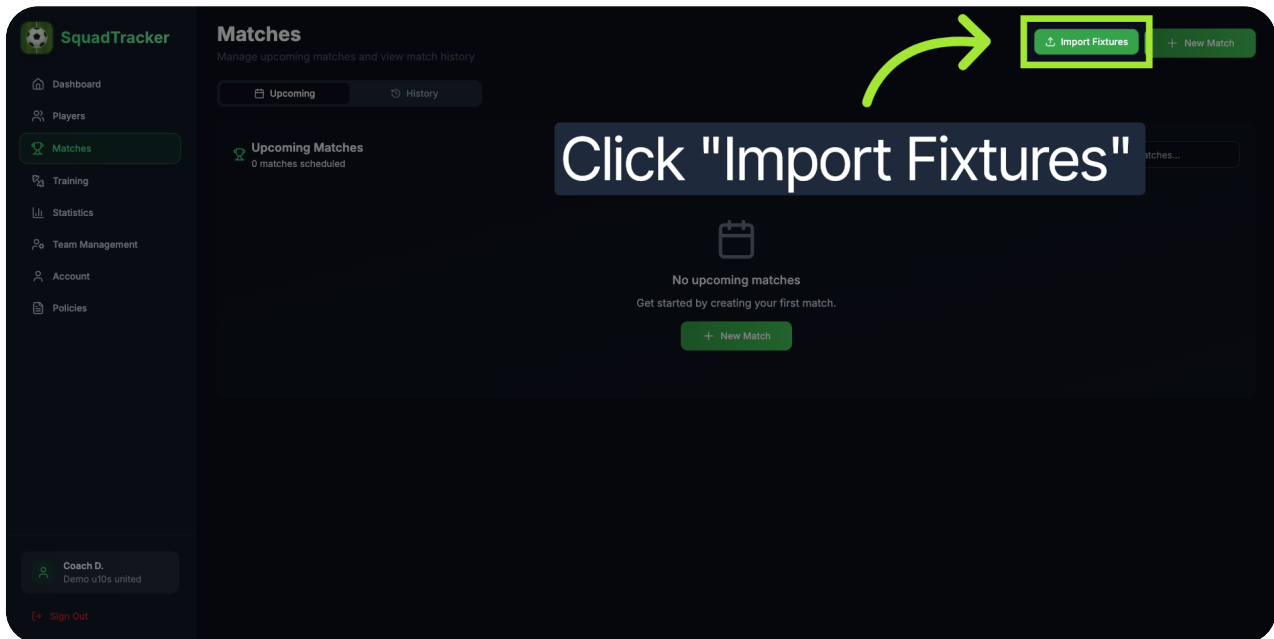 SquadTracker
Dashboard
Players
Matches
Training
Statistics
Team Management
Account
Policies
Coach D.
Demo u10s united
Sign Out
Matches
Manage upcoming matches and view match history
Import Fixtures
New Match
Upcoming
History
Upcoming Matches
0 matches scheduled
Click "Import Fixtures"
No upcoming matches
Get started by creating your first match.
New Match